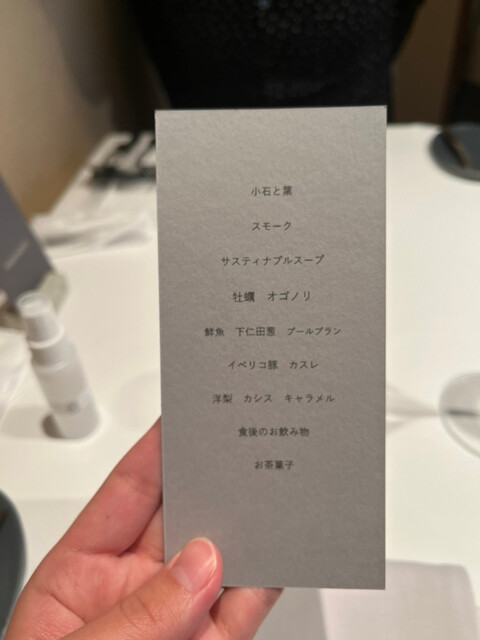 小石と葉
スモーク
サスティナブルスープ
牡蠣　オゴノリ
鮮魚　下仁田葱　ブールブラン
イベリコ豚　カスレ
洋梨　カシス　キャラメル
食後のお飲み物
お茶菓子